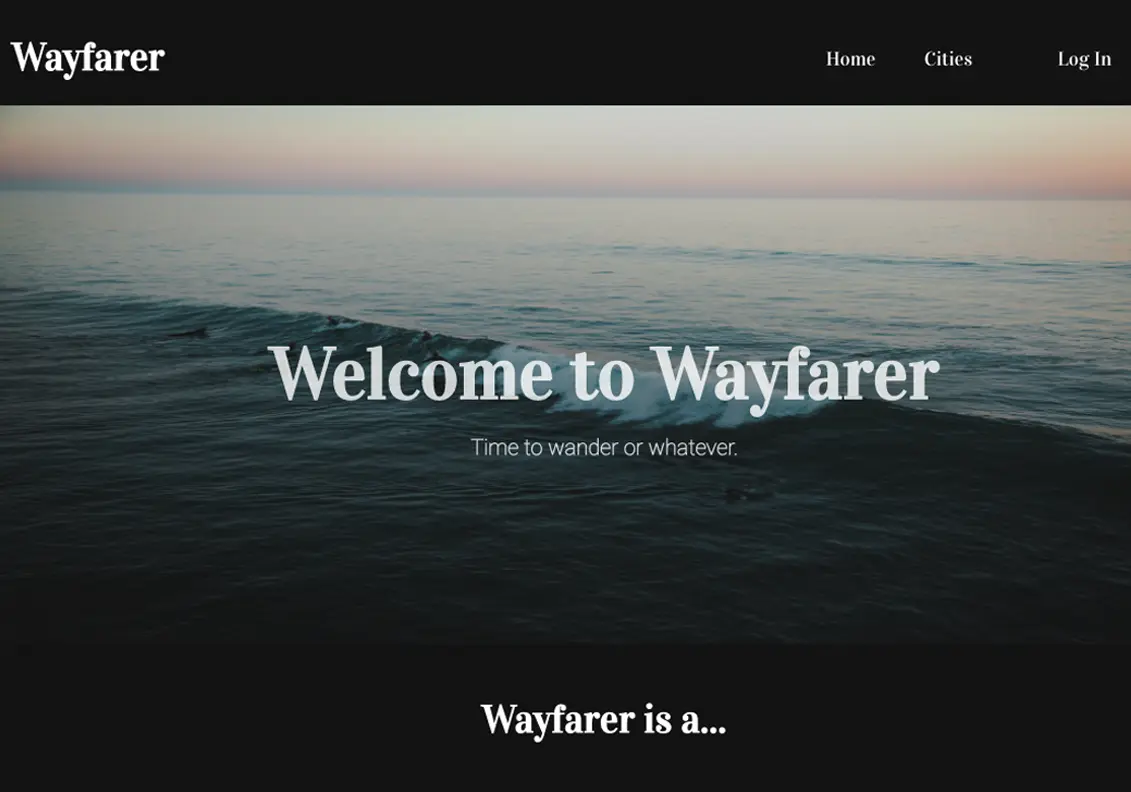 Wayfarer
Home Cities Log In
Welcome to Wayfarer
Time to wander or whatever.
Wayfarer is a...